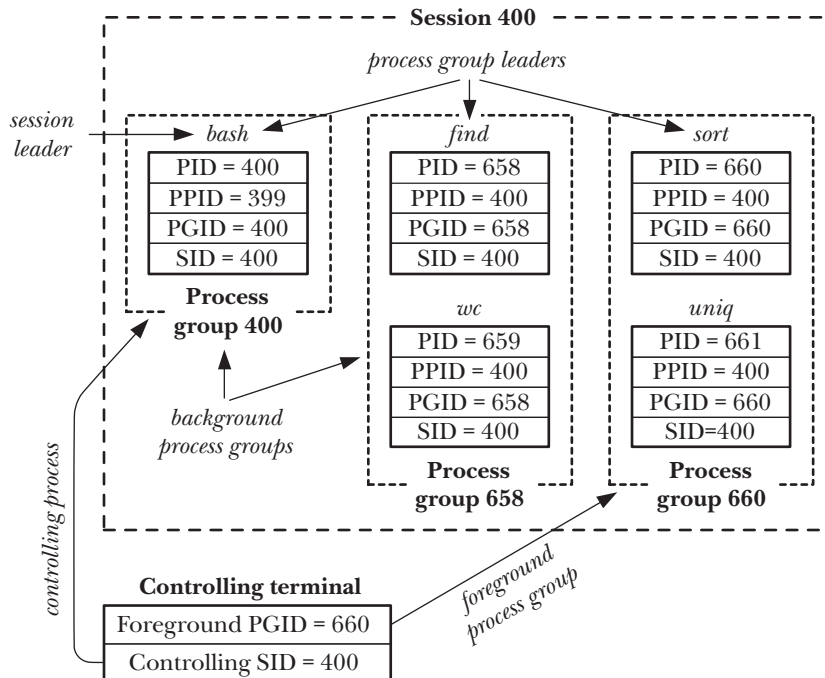 Session 400
process group leaders
session
leader
bash
PID = 400
PPID = 399
PGID = 400
SID = 400
Process
group 400
find
PID = 658
PPID = 400
PGID = 658
SID = 400
wc
PID = 659
PPID = 400
PGID = 658
SID = 400
Process
group 658
sort
PID = 660
PPID = 400
PGID = 660
SID = 400
uniq
PID = 661
PPID = 400
PGID = 660
SID=400
Process
group 660
background
process groups
controlling process
foreground
process group
Controlling terminal
Foreground PGID = 660
Controlling SID = 400